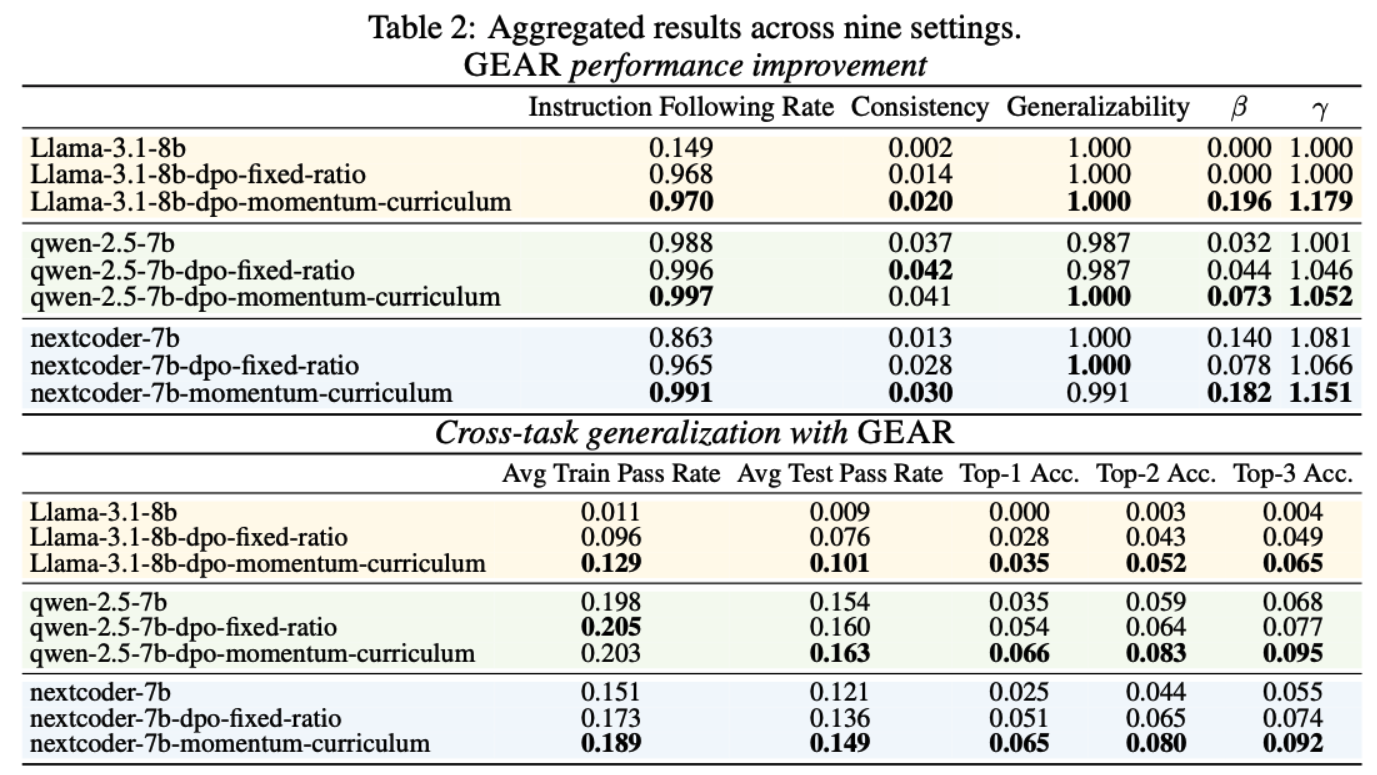 Table 2: Aggregated results across nine settings.
GEAR performance improvement
Instruction Following Rate Consistency Generalizability β γ
Llama-3.1-8b 0.149 0.002 1.000 0.000 1.000
Llama-3.1-8b-dpo-fixed-ratio 0.968 0.014 1.000 0.000 1.000
Llama-3.1-8b-dpo-momentum-curriculum 0.970 0.020 1.000 0.196 1.179
qwen-2.5-7b 0.988 0.037 0.987 0.032 1.001
qwen-2.5-7b-dpo-fixed-ratio 0.996 0.042 0.987 0.044 1.046
qwen-2.5-7b-dpo-momentum-curriculum 0.997 0.041 1.000 0.073 1.052
nextcoder-7b 0.863 0.013 1.000 0.140 1.081
nextcoder-7b-dpo-fixed-ratio 0.965 0.028 1.000 0.078 1.066
nextcoder-7b-momentum-curriculum 0.991 0.030 0.991 0.182 1.151
Cross-task generalization with GEAR
Avg Train Pass Rate Avg Test Pass Rate Top-1 Acc. Top-2 Acc. Top-3 Acc.
Llama-3.1-8b 0.011 0.009 0.000 0.003 0.004
Llama-3.1-8b-dpo-fixed-ratio 0.096 0.076 0.028 0.043 0.049
Llama-3.1-8b-dpo-momentum-curriculum 0.129 0.101 0.035 0.052 0.065
qwen-2.5-7b 0.198 0.154 0.035 0.059 0.068
qwen-2.5-7b-dpo-fixed-ratio 0.205 0.160 0.054 0.064 0.077
qwen-2.5-7b-dpo-momentum-curriculum 0.203 0.163 0.066 0.083 0.095
nextcoder-7b 0.151 0.121 0.025 0.044 0.055
nextcoder-7b-dpo-fixed-ratio 0.173 0.136 0.051 0.065 0.074
nextcoder-7b-momentum-curriculum 0.189 0.149 0.065 0.080 0.092